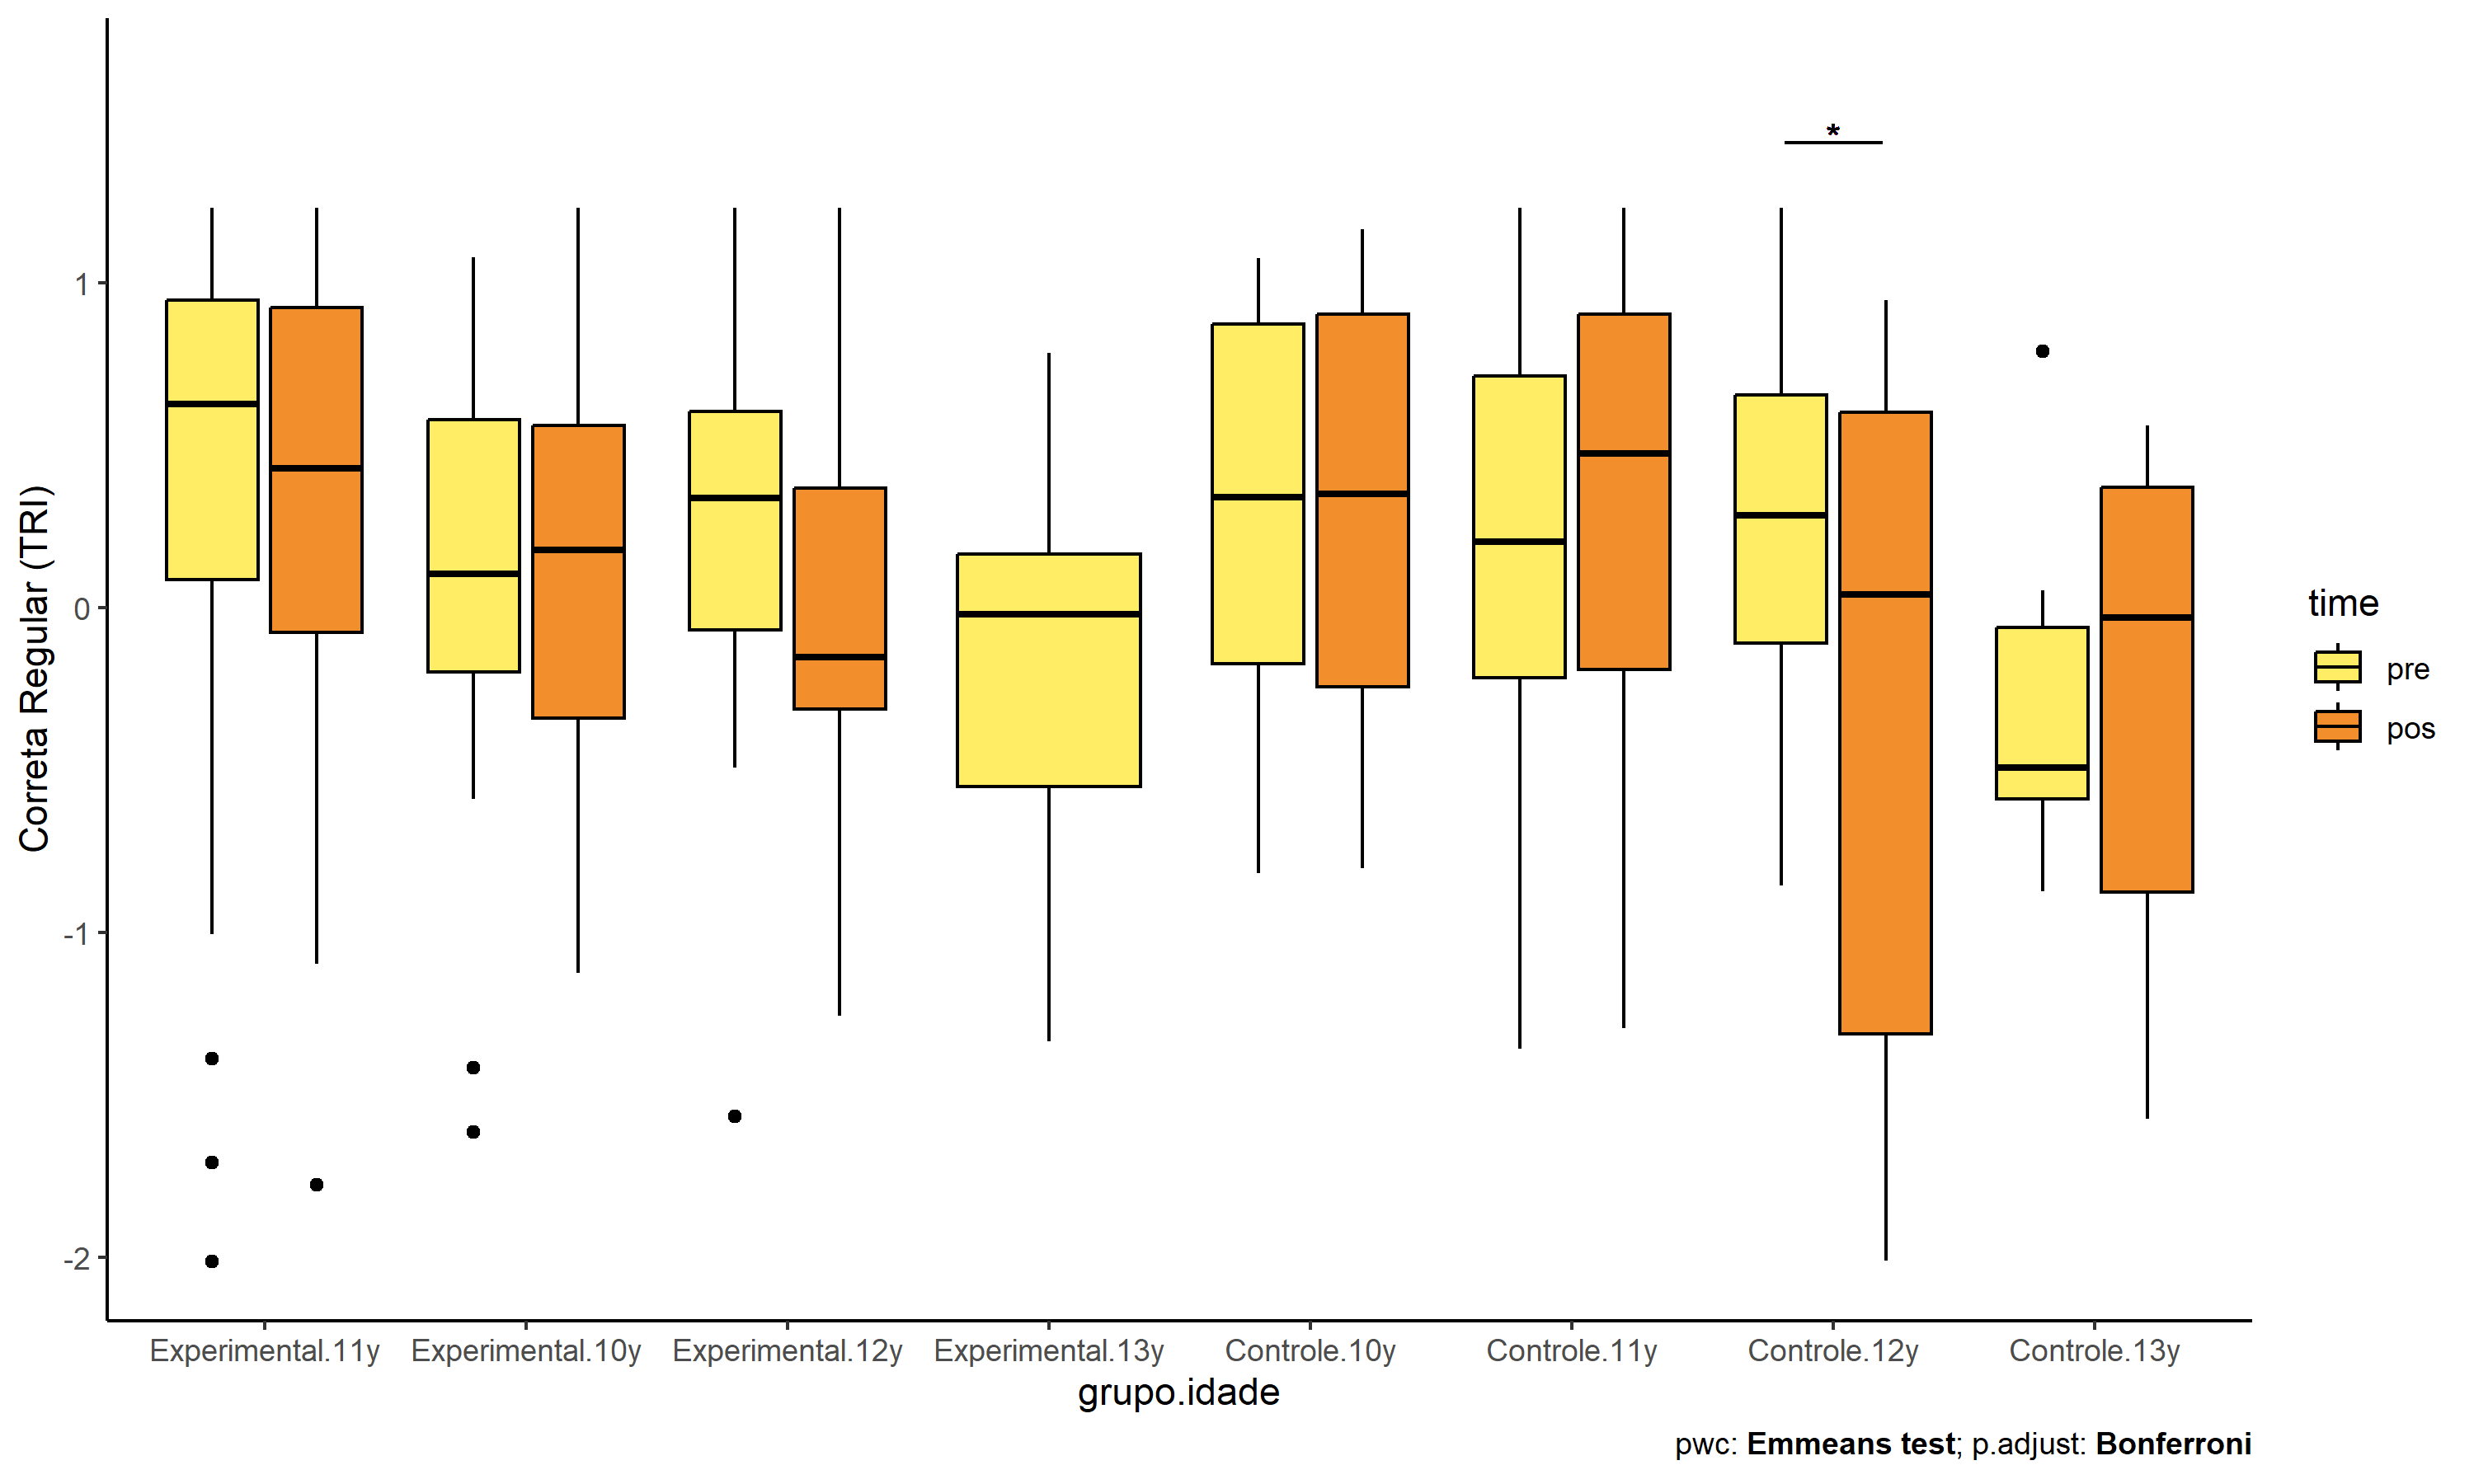 *
1
0
-1
-2
Correta Regular (TRI)
Experimental.11y Experimental.10y Experimental.12y Experimental.13y Controle.10y Controle.11y Controle.12y Controle.13y
grupo.idade
pwc: Emmeans test; p.adjust: Bonferroni
time
pre
pos